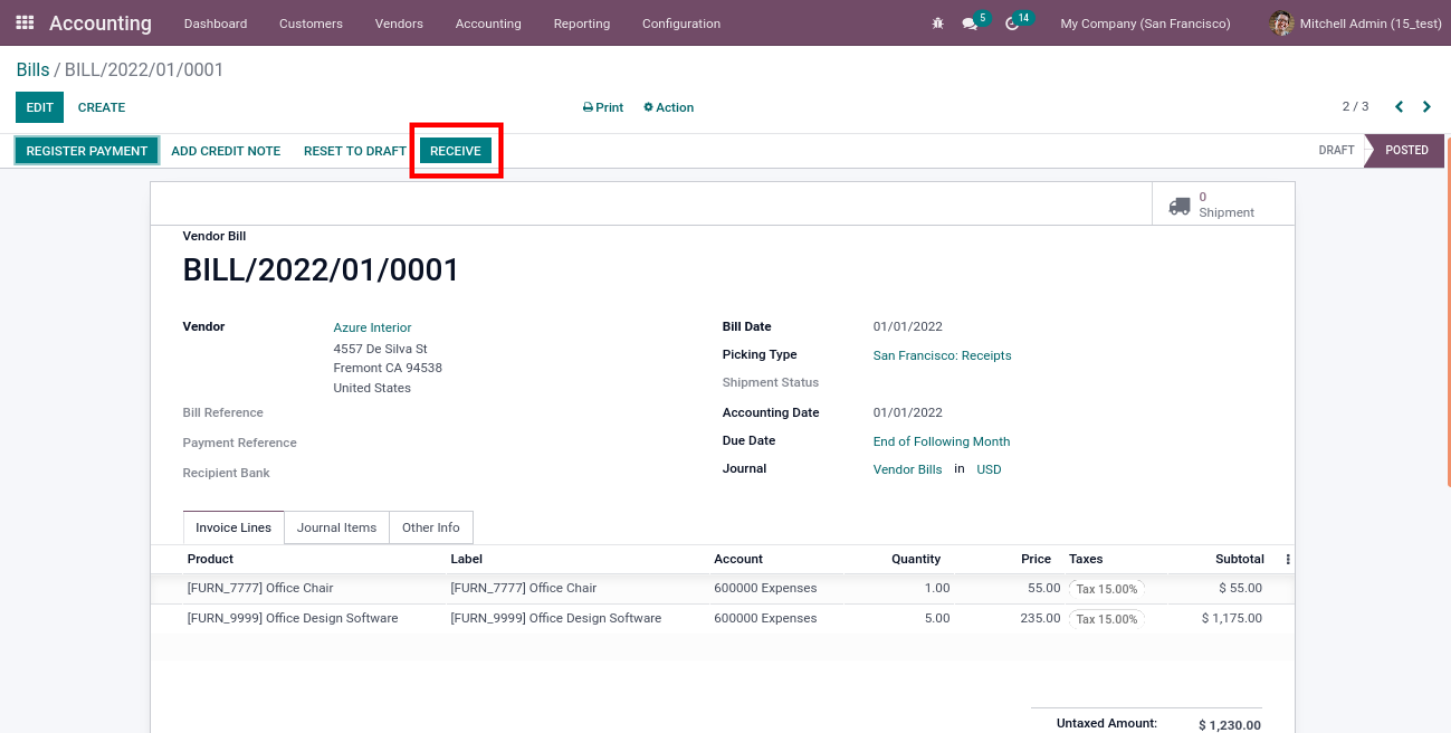 Accounting Dashboard Customers Vendors Accounting Reporting Configuration 5 14 My Company (San Francisco) Mitchell Admin (15_test)
Bills / BILL/2022/01/0001
EDIT CREATE Print Action 2 / 3
REGISTER PAYMENT ADD CREDIT NOTE RESET TO DRAFT RECEIVE DRAFT POSTED
0
Shipment
Vendor Bill
BILL/2022/01/0001
Vendor Azure Interior Bill Date 01/01/2022
4557 De Silva St
Fremont CA 94538 Picking Type San Francisco: Receipts
United States Shipment Status
Bill Reference Accounting Date 01/01/2022
Payment Reference Due Date End of Following Month
Recipient Bank Journal Vendor Bills in USD
Invoice Lines Journal Items Other Info
Product Label Account Quantity Price Taxes Subtotal
[FURN_7777] Office Chair [FURN_7777] Office Chair 600000 Expenses 1.00 55.00 Tax 15.00% $ 55.00
[FURN_9999] Office Design Software [FURN_9999] Office Design Software 600000 Expenses 5.00 235.00 Tax 15.00% $ 1,175.00
Untaxed Amount: $ 1,230.00